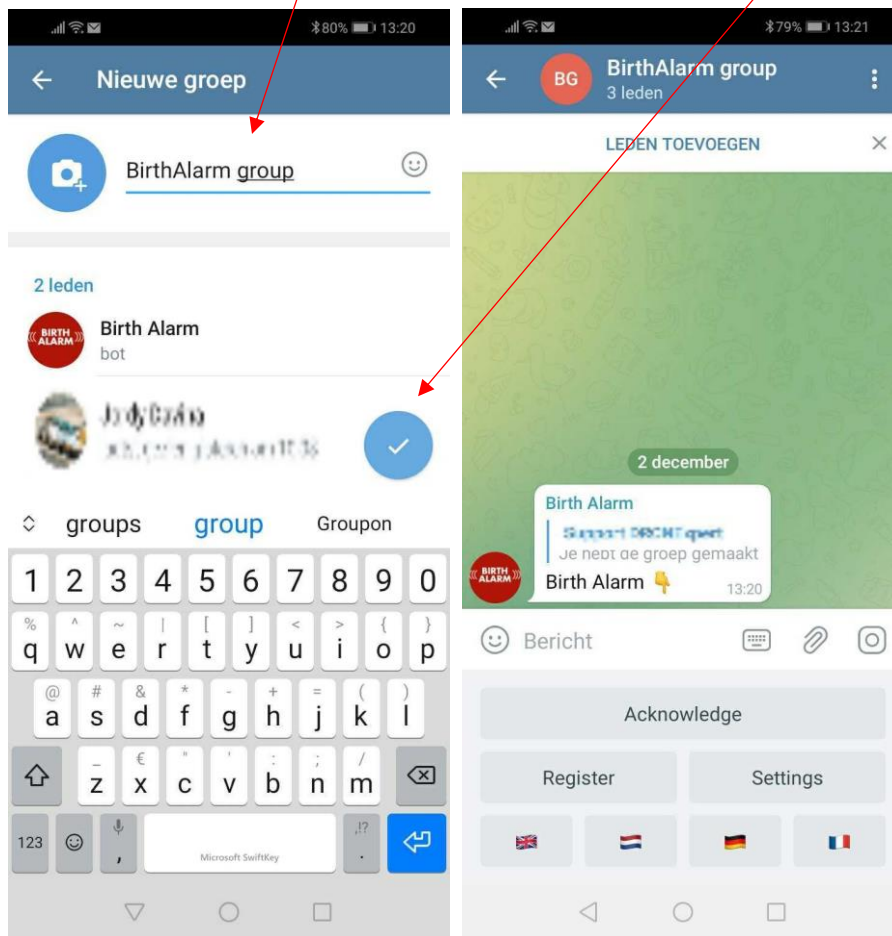 80% 13:20
Nieuwe groep
BirthAlarm group
2 leden
BIRTH
ALARM
Birth Alarm
bot
groups group Groupon
1 2 3 4 5 6 7 8 9 0
% ^ ~ | [ ] < > { }
q w e r t y u i o p
@ # & * - + = ( )
a s d f g h j k l
_ € " ' : ; /
z x c v b n m
123 , Microsoft SwiftKey ,!? .
79% 13:21
BG
BirthAlarm group
3 leden
LEDEN TOEVOEGEN
2 december
Birth Alarm
Je hebt de groep gemaakt
BIRTH
ALARM
Birth Alarm 👇 13:20
Bericht
Acknowledge
Register Settings